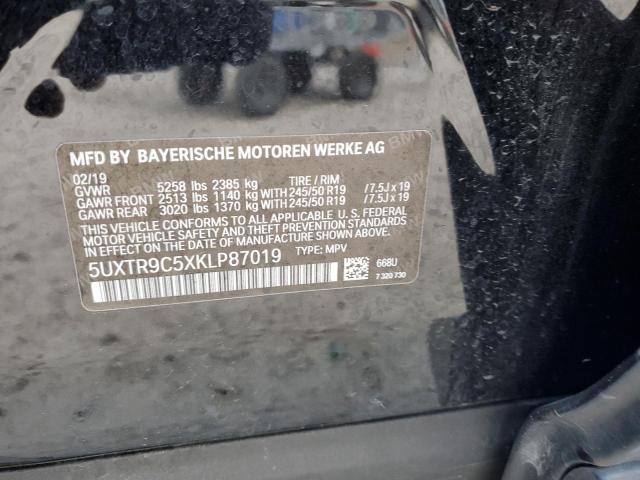 MFD BY BAYERISCHE MOTOREN WERKE AG
02/19
GVWR 5258 lbs 2385 kg TIRE / RIM
GAWR FRONT 2513 lbs 1140 kg WITH 245/50 R19 /7.5J x 19
GAWR REAR 3020 lbs 1370 kg WITH 245/50 R19 /7.5J x 19
THIS VEHICLE CONFORMS TO ALL APPLICABLE U. S. FEDERAL
MOTOR VEHICLE SAFETY AND THEFT PREVENTION STANDARDS
IN EFFECT ON THE DATE OF MANUFACTURE SHOWN ABOVE.
5UXTR9C5XKLP87019 TYPE: MPV
668U
7 320 730